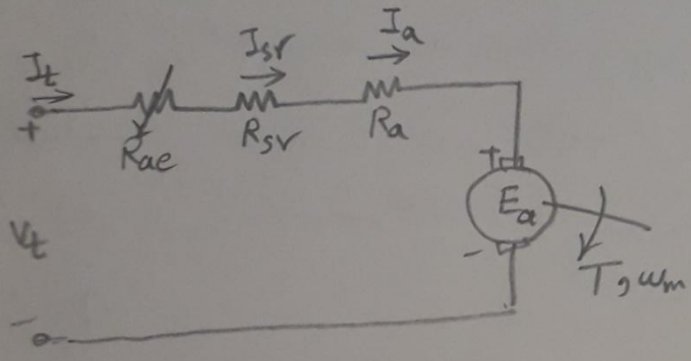 It
Isr
Ia
+
Rae
Rsr
Ra
+
Ea
Vt
-
T, ωm
-